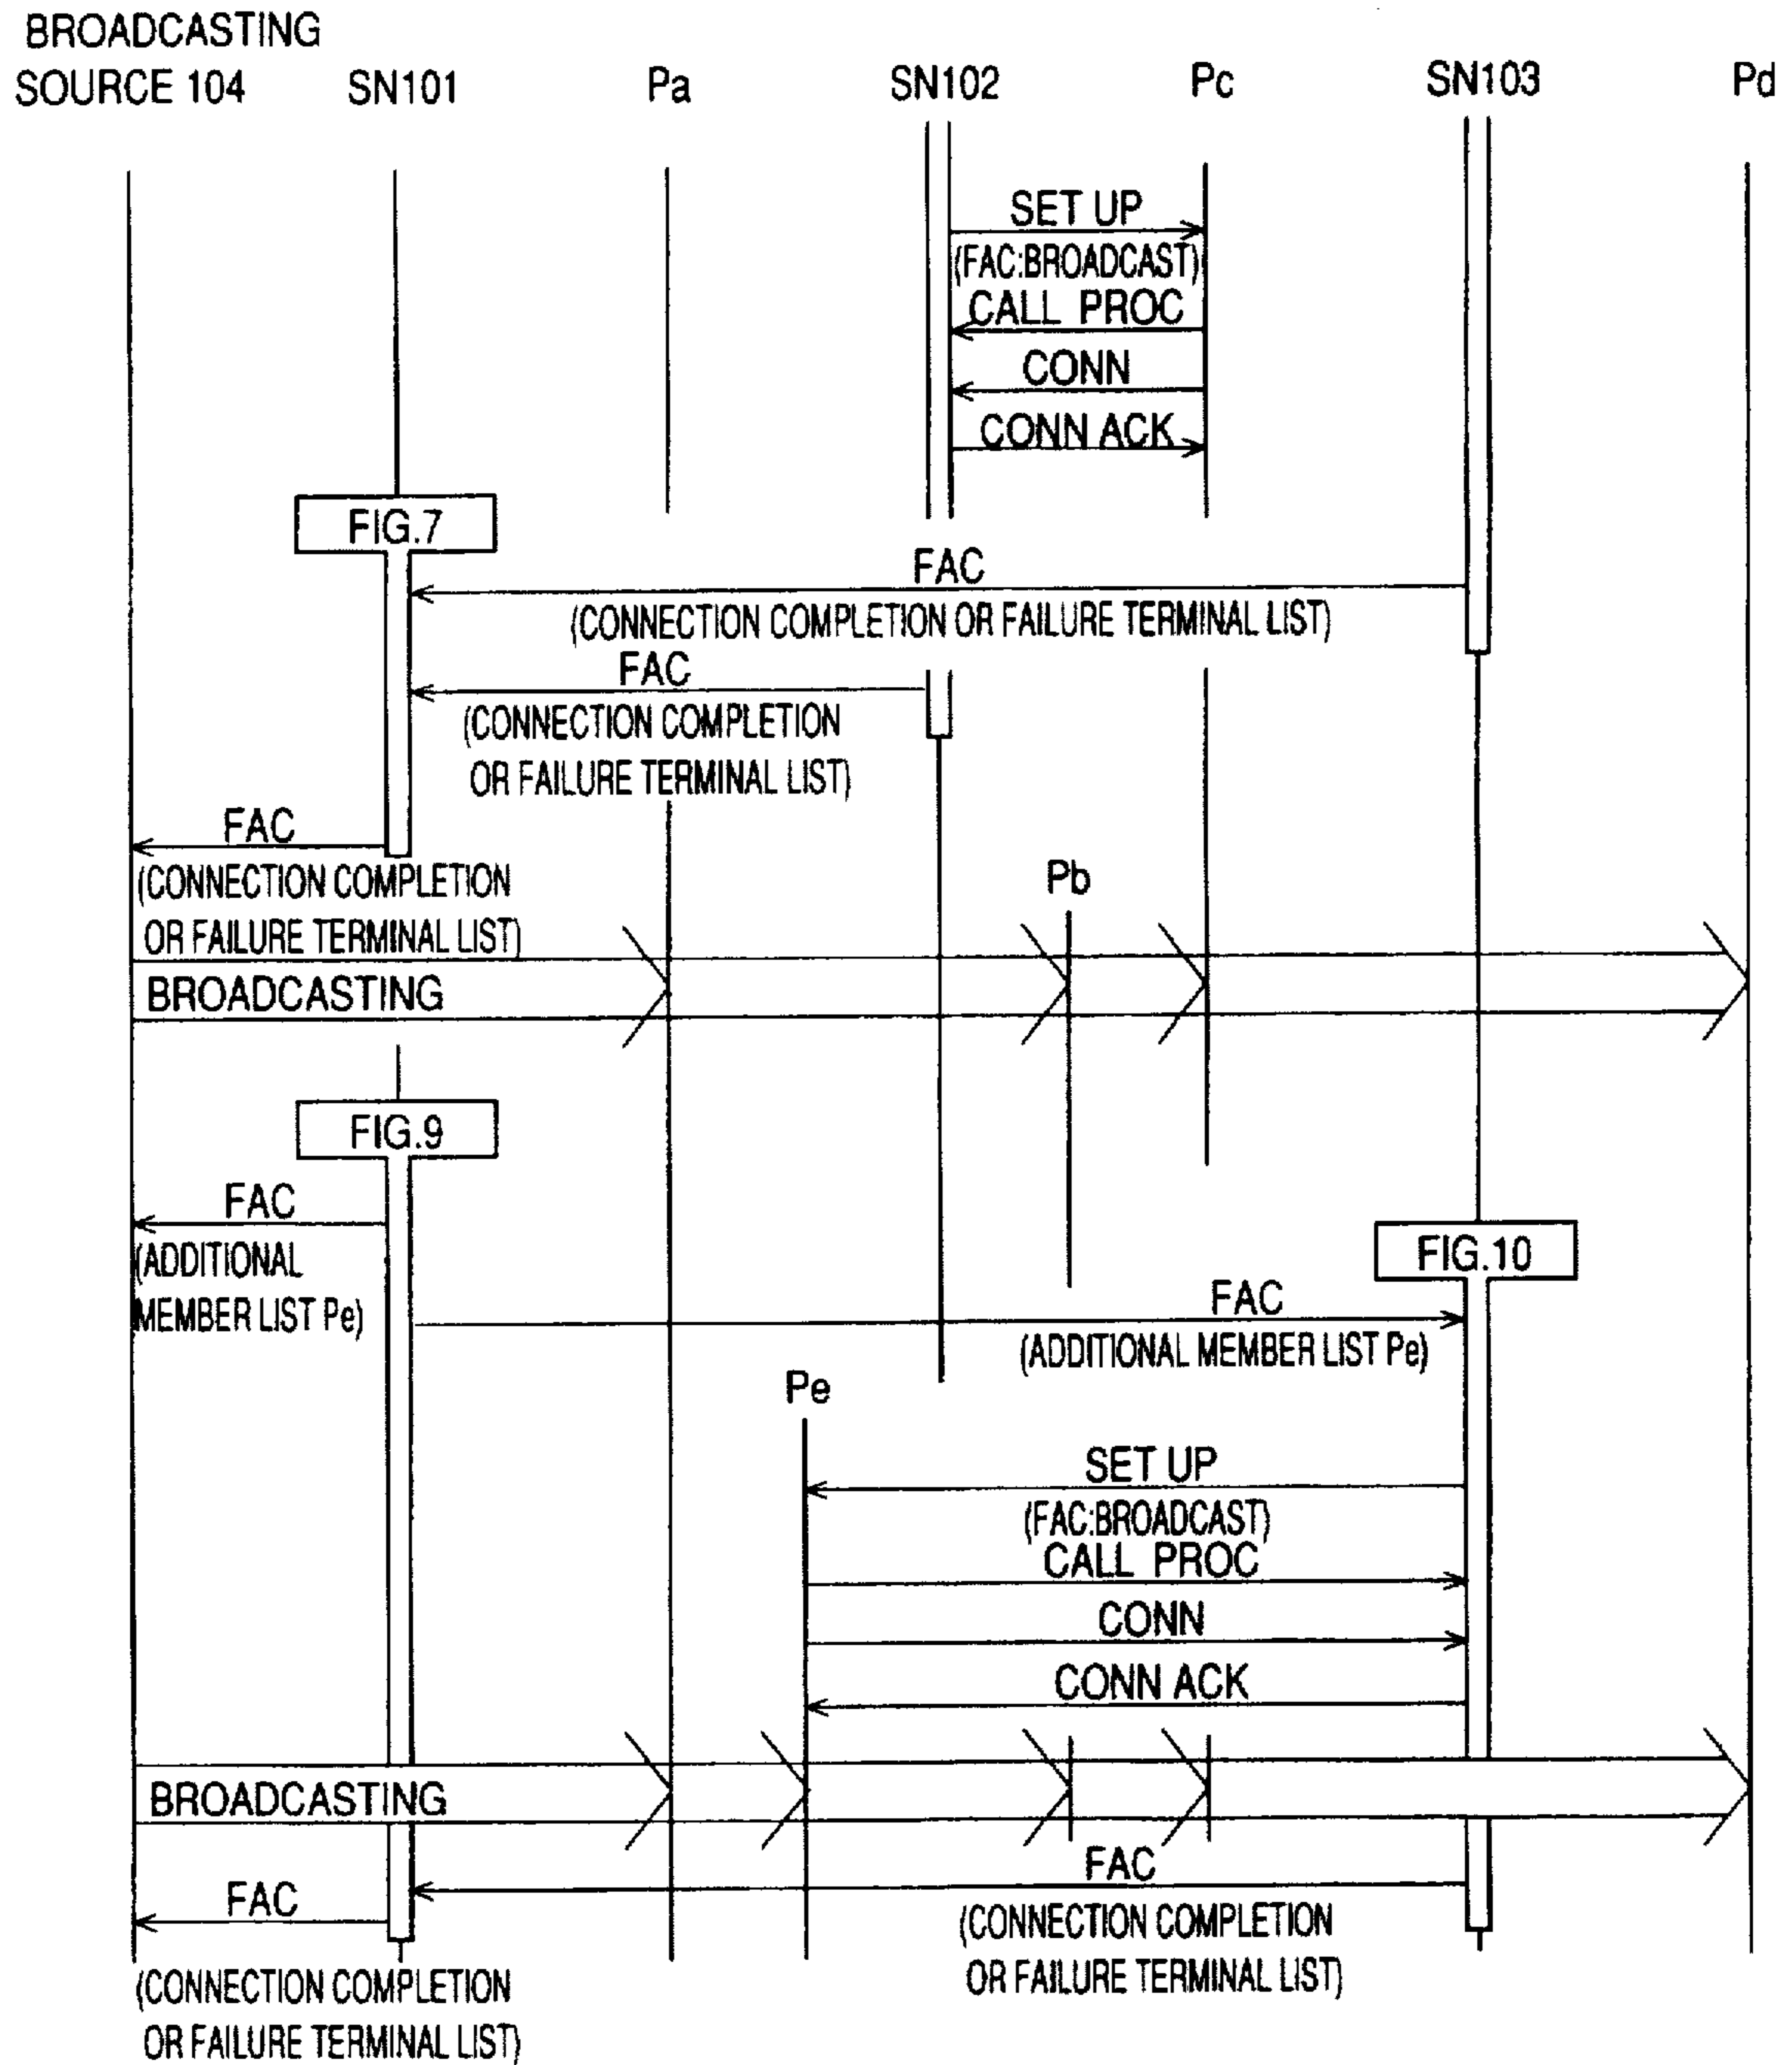 BROADCASTING
SOURCE 104 SN101 Pa SN102 Pc SN103 Pd
SET UP
(FAC:BROADCAST)
CALL PROC
CONN
CONN ACK
FIG.7
FAC
(CONNECTION COMPLETION OR FAILURE TERMINAL LIST)
FAC
(CONNECTION COMPLETION
OR FAILURE TERMINAL LIST)
FAC
(CONNECTION COMPLETION
OR FAILURE TERMINAL LIST)
Pb
BROADCASTING
FIG.9
FAC
(ADDITIONAL
MEMBER LIST Pe)
FIG.10
FAC
(ADDITIONAL MEMBER LIST Pe)
Pe
SET UP
(FAC:BROADCAST)
CALL PROC
CONN
CONN ACK
BROADCASTING
FAC
(CONNECTION COMPLETION
OR FAILURE TERMINAL LIST)
FAC
(CONNECTION COMPLETION
OR FAILURE TERMINAL LIST)